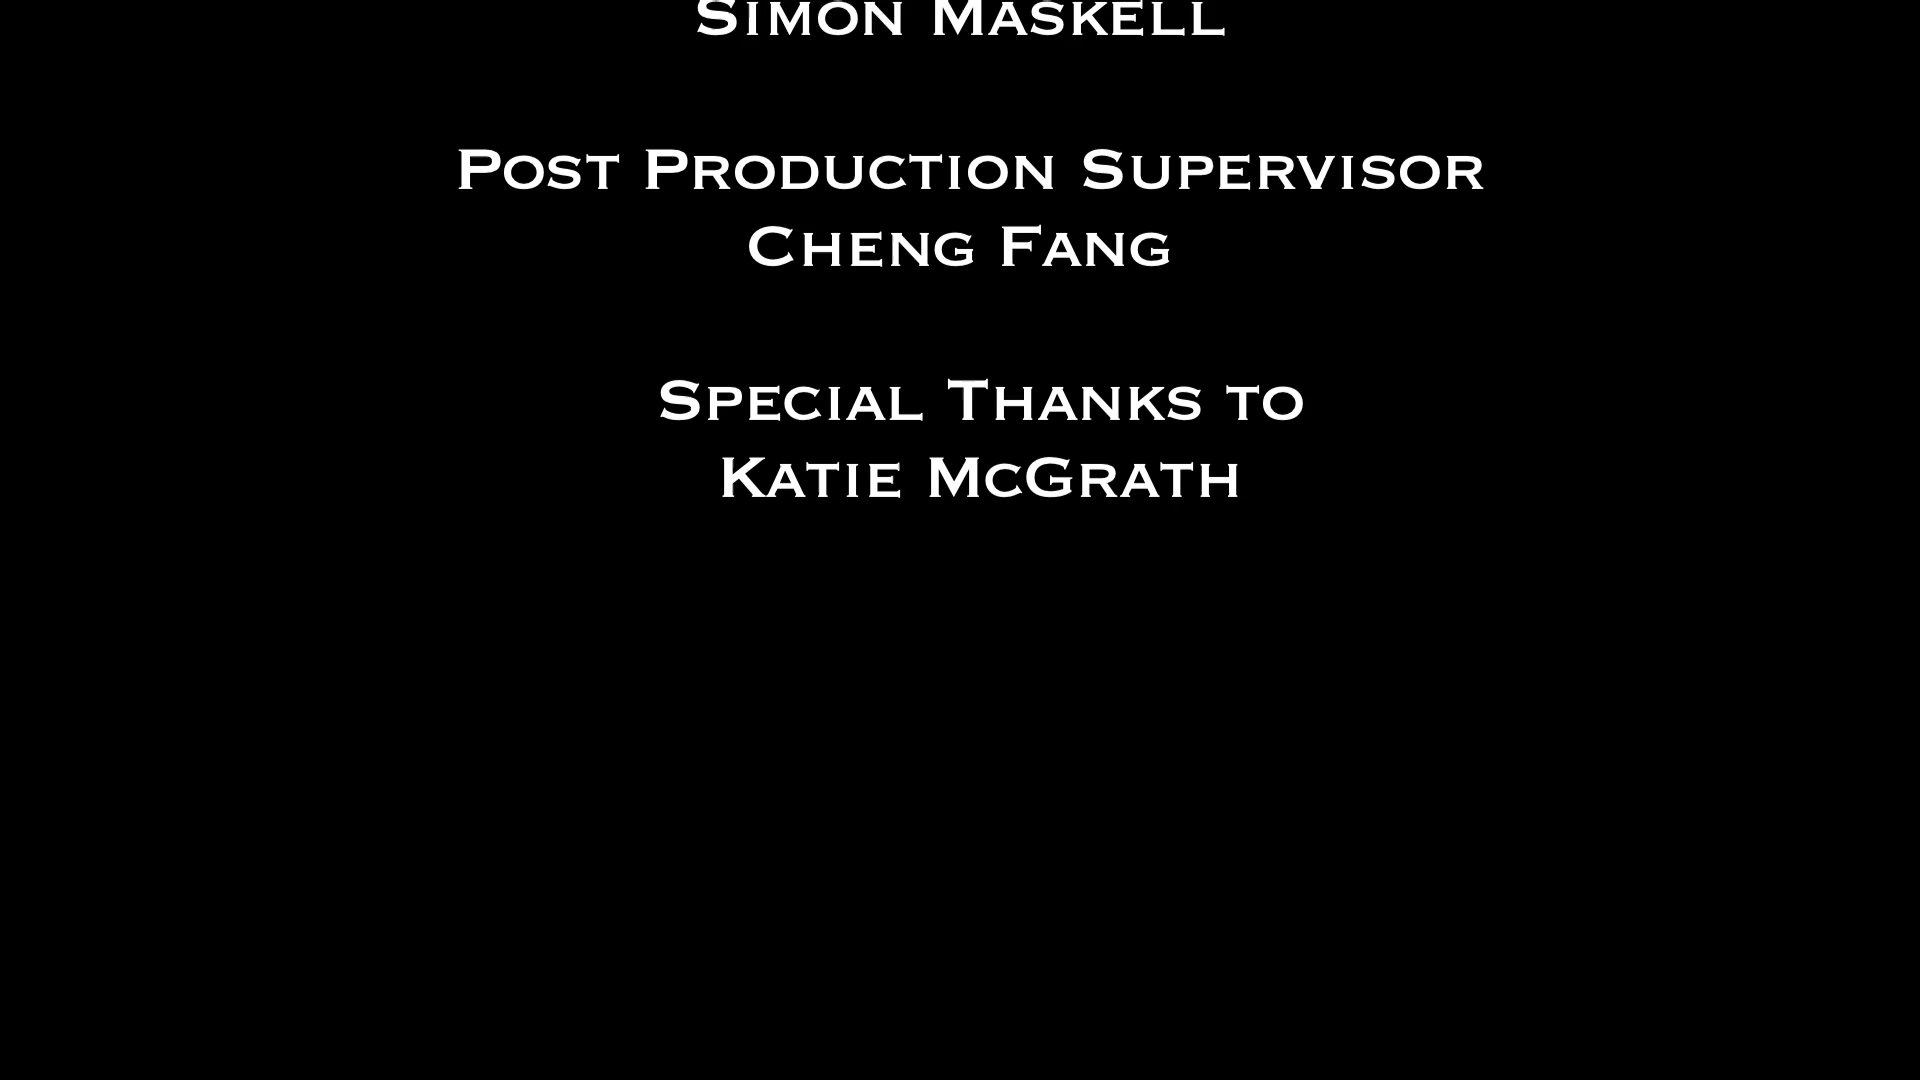 Simon Maskell
Post Production Supervisor
Cheng Fang
Special Thanks to
Katie McGrath